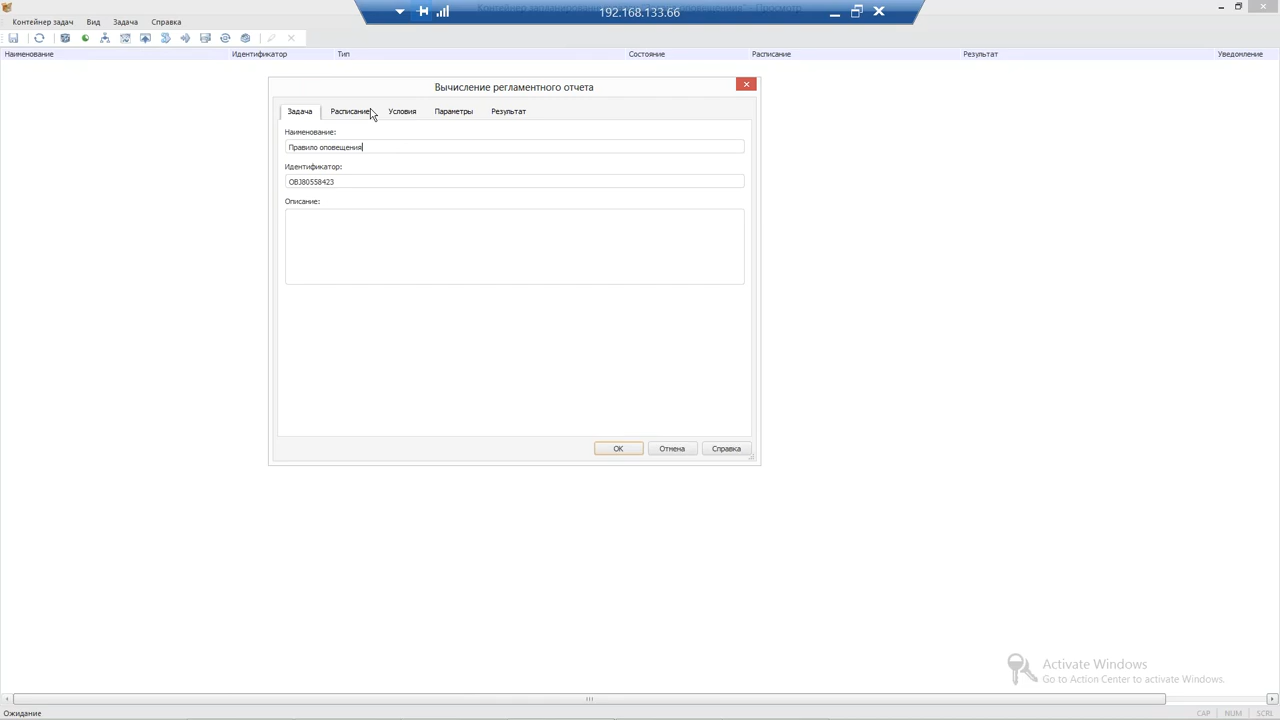 192.168.133.66
Контейнер задач Вид Задача Справка
Наименование Идентификатор Тип Состояние Расписание Результат Уведомление
Вычисление регламентного отчета
Задача Расписание Условия Параметры Результат
Наименование:
Правило оповещения
Идентификатор:
OBJ80558423
Описание:
ОК Отмена Справка
Activate Windows
Go to Action Center to activate Windows.
Ожидание CAP NUM SCRL